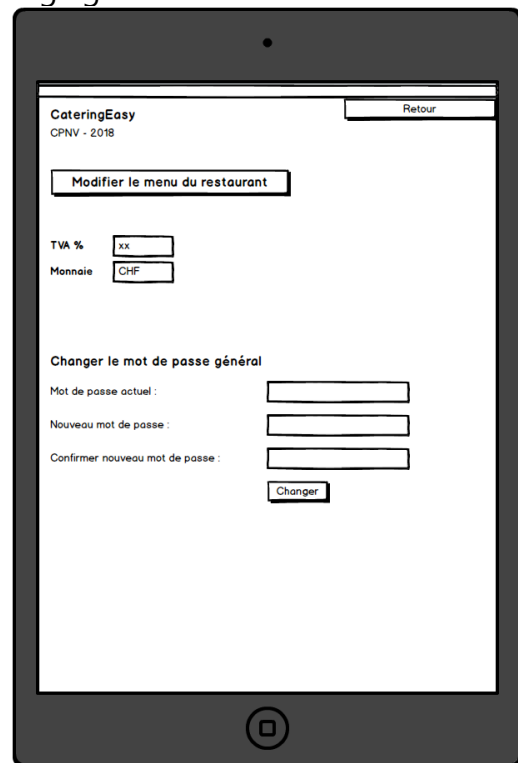 CateringEasy
Retour
CPNV - 2018
Modifier le menu du restaurant
TVA % xx
Monnaie CHF
Changer le mot de passe général
Mot de passe actuel :
Nouveau mot de passe :
Confirmer nouveau mot de passe :
Changer